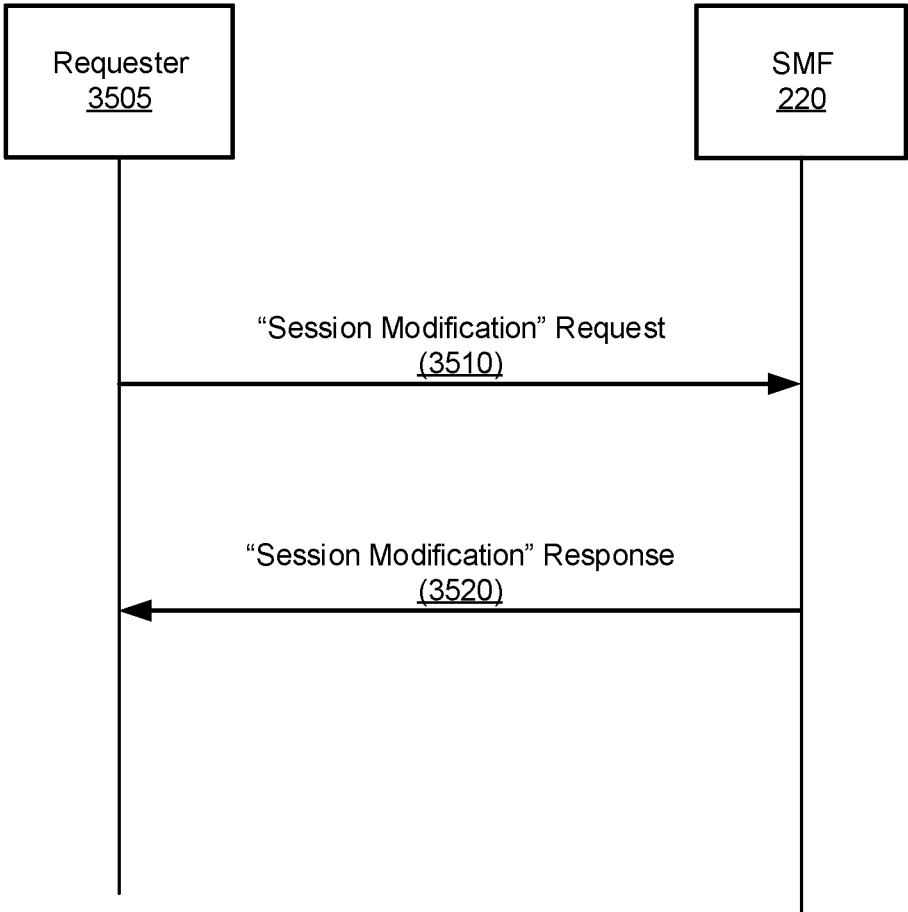 Requester
3505
SMF
220
“Session Modification” Request
(3510)
“Session Modification” Response
(3520)